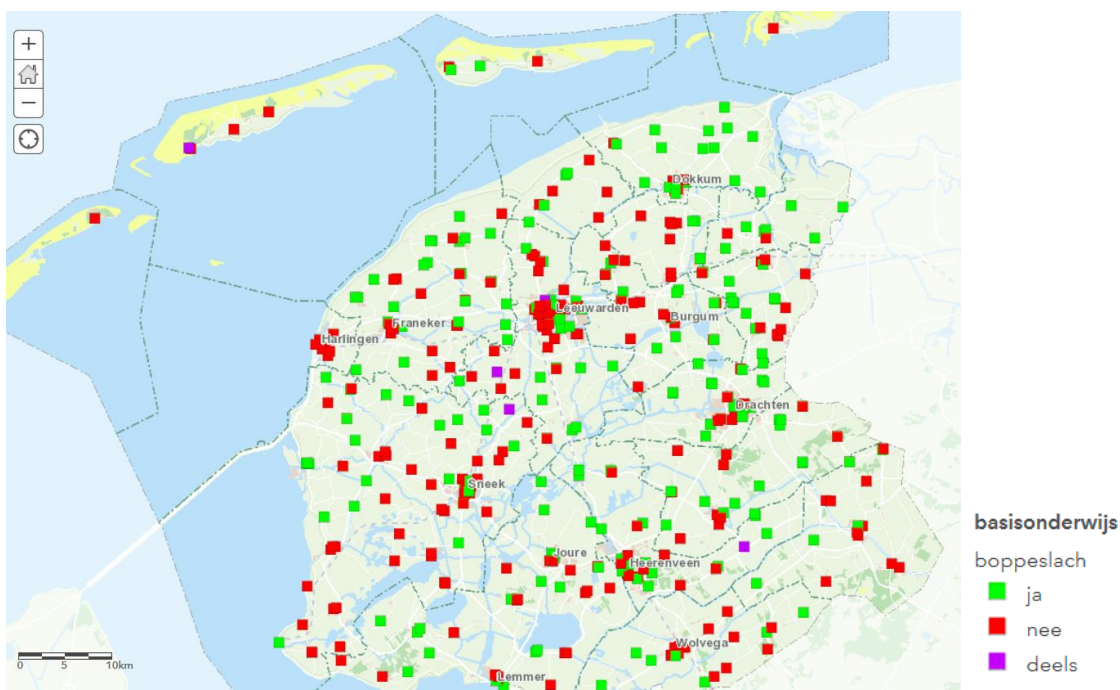 +
−
Dokkum
Leeuwarden
Burgum
Franeker
Harlingen
Drachten
Sneek
Joure
Heerenveen
Wolvega
Lemmer
0 5 10km
basisonderwijs
boppeslach
ja
nee
deels